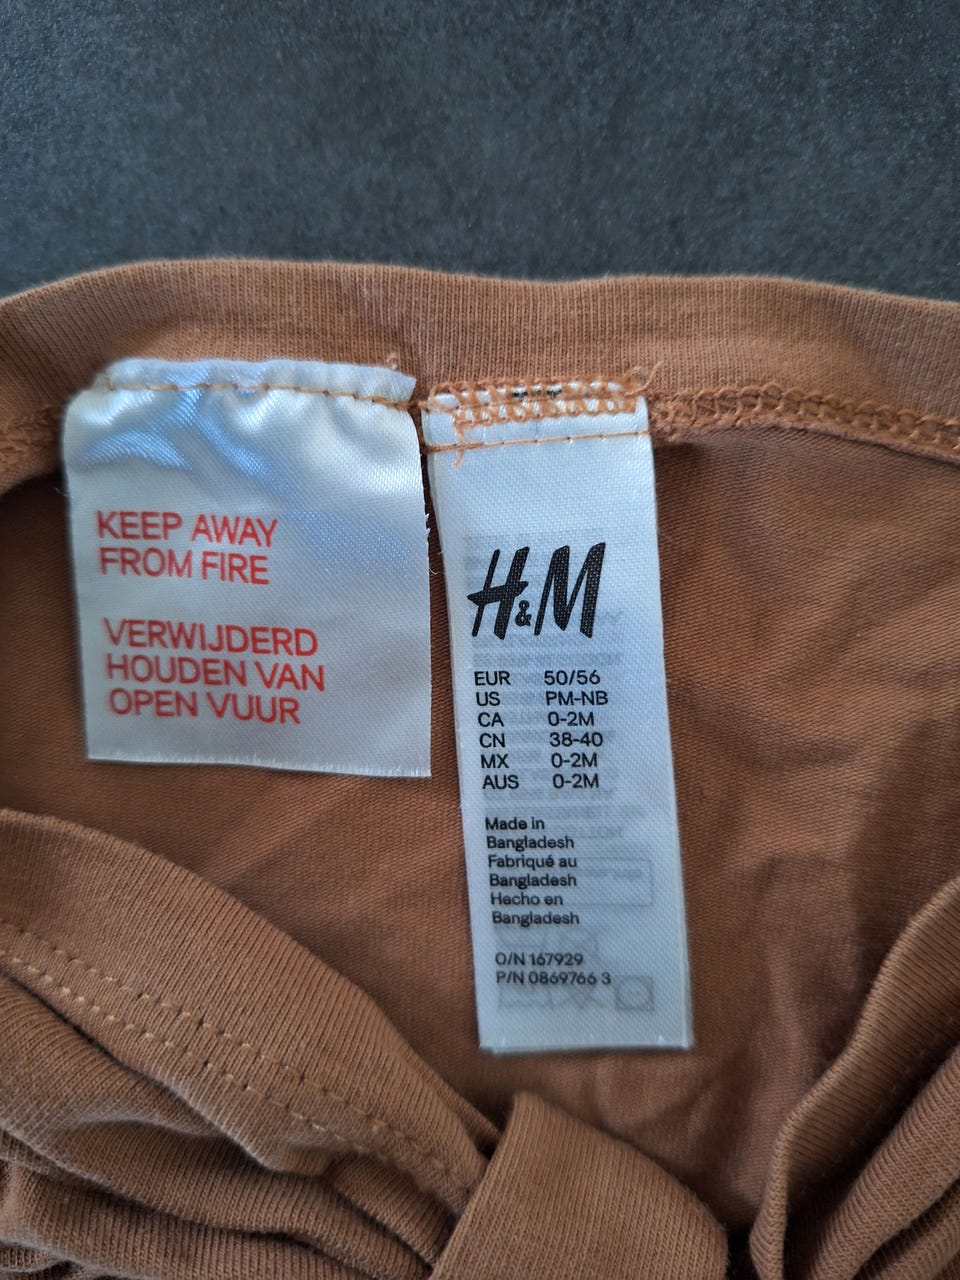 KEEP AWAY
FROM FIRE
VERWIJDERD
HOUDEN VAN
OPEN VUUR
H&M
EUR 50/56
US PM-NB
CA 0-2M
CN 38-40
MX 0-2M
AUS 0-2M
Made in
Bangladesh
Fabriqué au
Bangladesh
Hecho en
Bangladesh
O/N 167929
P/N 0869766 3